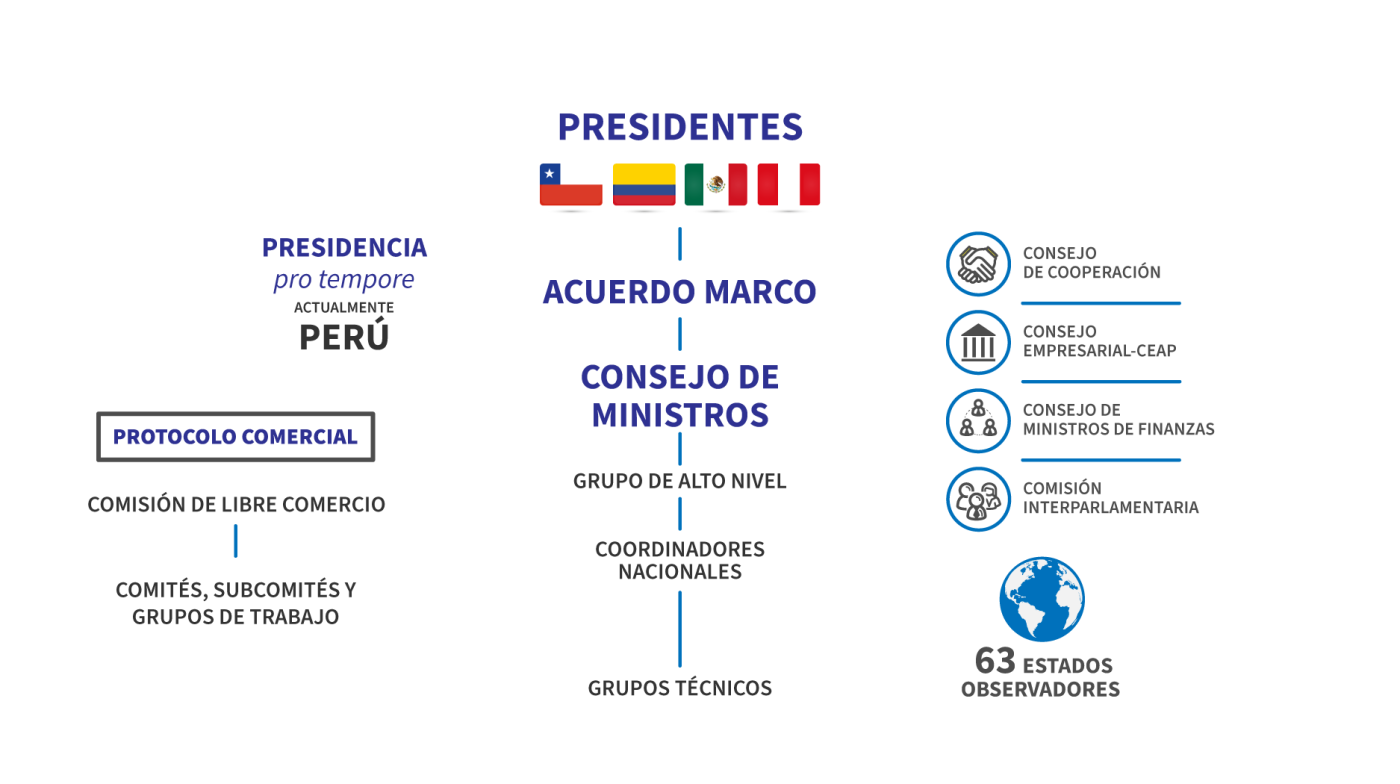 PRESIDENTES
PRESIDENCIA
pro tempore
ACTUALMENTE
PERÚ
PROTOCOLO COMERCIAL
COMISIÓN DE LIBRE COMERCIO
COMITÉS, SUBCOMITÉS Y
GRUPOS DE TRABAJO
ACUERDO MARCO
CONSEJO DE
MINISTROS
GRUPO DE ALTO NIVEL
COORDINADORES
NACIONALES
GRUPOS TÉCNICOS
CONSEJO
DE COOPERACIÓN
CONSEJO
EMPRESARIAL-CEAP
CONSEJO DE
MINISTROS DE FINANZAS
COMISIÓN
INTERPARLAMENTARIA
63 ESTADOS
OBSERVADORES